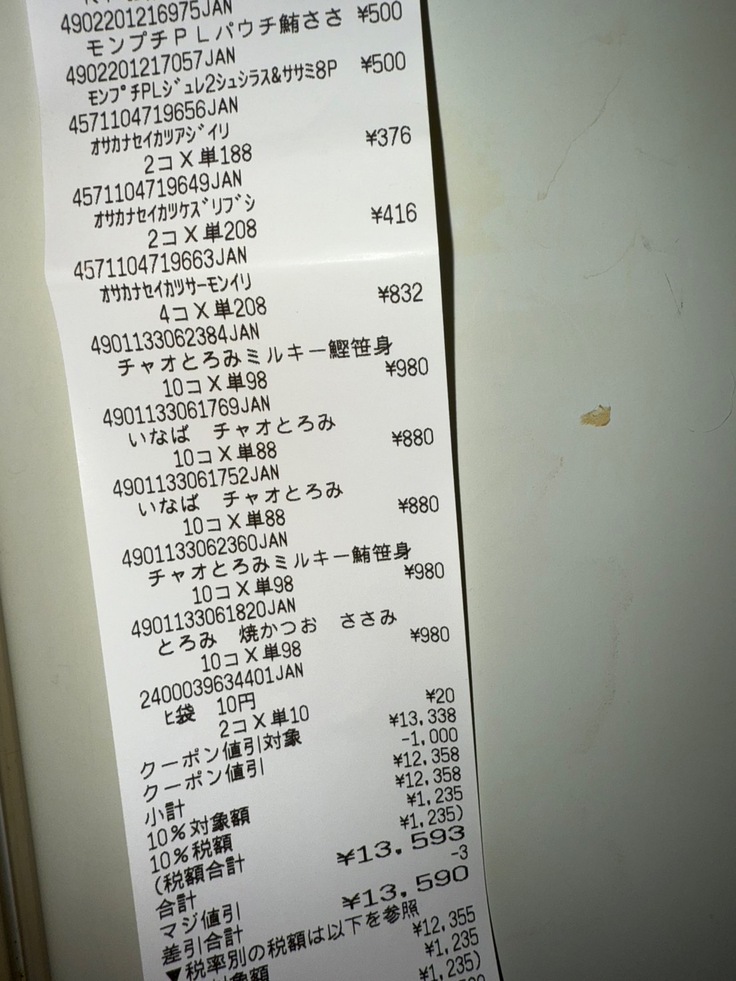 4902201216975JAN
モンプチPLパウチ鮪ささ ¥500
4902201217057JAN
モンプチPLジュレ2シュシラス&ササミ8P ¥500
4571104719656JAN
オサカナセイカツアジイリ
2コX単188 ¥376
4571104719649JAN
オサカナセイカツケズリブシ
2コX単208 ¥416
4571104719663JAN
オサカナセイカツサーモンイリ
4コX単208 ¥832
4901133062384JAN
チャオとろみミルキー鰹笹身
10コX単98 ¥980
4901133061769JAN
いなば チャオとろみ
10コX単88 ¥880
4901133061752JAN
いなば チャオとろみ
10コX単88 ¥880
4901133062360JAN
チャオとろみミルキー鮪笹身
10コX単98 ¥980
4901133061820JAN
とろみ 焼かつお ささみ
10コX単98 ¥980
2400039634401JAN
ヒ袋 10円
2コX単10 ¥20
クーポン値引対象 ¥13,338
クーポン値引 -1,000
小計 ¥12,358
10%対象額 ¥12,358
10%税額 ¥1,235
(税額合計 ¥1,235)
合計 ¥13,593
マジ値引 -3
差引合計 ¥13,590
▼税率別の税額は以下を参照
対象額 ¥12,355
¥1,235
¥1,235)